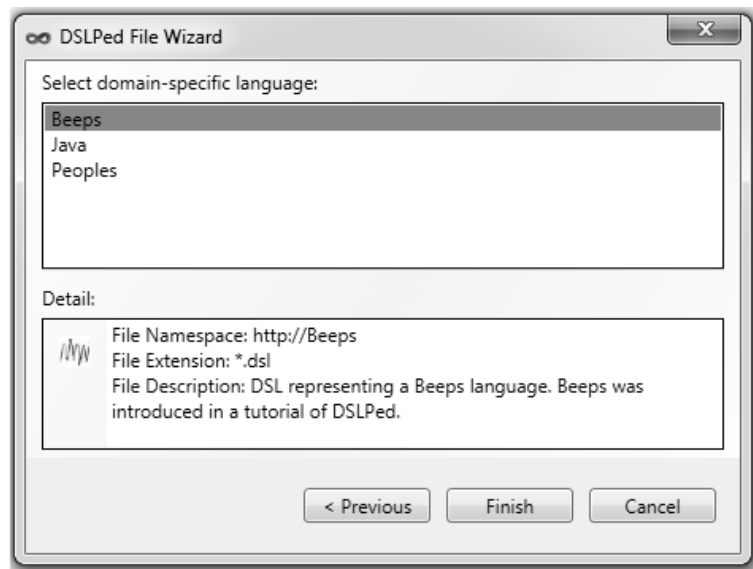 DSLPed File Wizard
Select domain-specific language:
Beeps
Java
Peoples
Detail:
File Namespace: http://Beeps
File Extension: *.dsl
File Description: DSL representing a Beeps language. Beeps was
introduced in a tutorial of DSLPed.
< Previous Finish Cancel